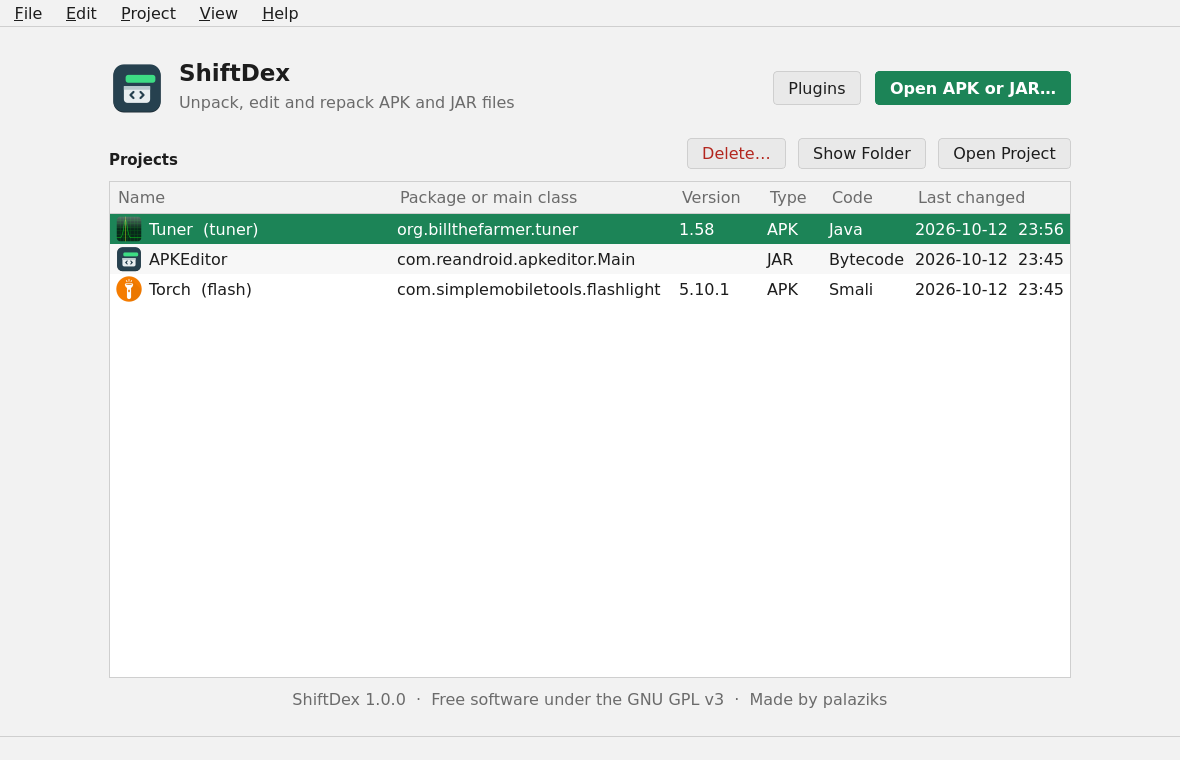 File Edit Project View Help
ShiftDex
Unpack, edit and repack APK and JAR files
Plugins
Open APK or JAR…
Projects
Delete…
Show Folder
Open Project
Name Package or main class Version Type Code Last changed
Tuner (tuner) org.billthefarmer.tuner 1.58 APK Java 2026-10-12 23:56
APKEditor com.reandroid.apkeditor.Main JAR Bytecode 2026-10-12 23:45
Torch (flash) com.simplemobiletools.flashlight 5.10.1 APK Smali 2026-10-12 23:45
ShiftDex 1.0.0 · Free software under the GNU GPL v3 · Made by palaziks